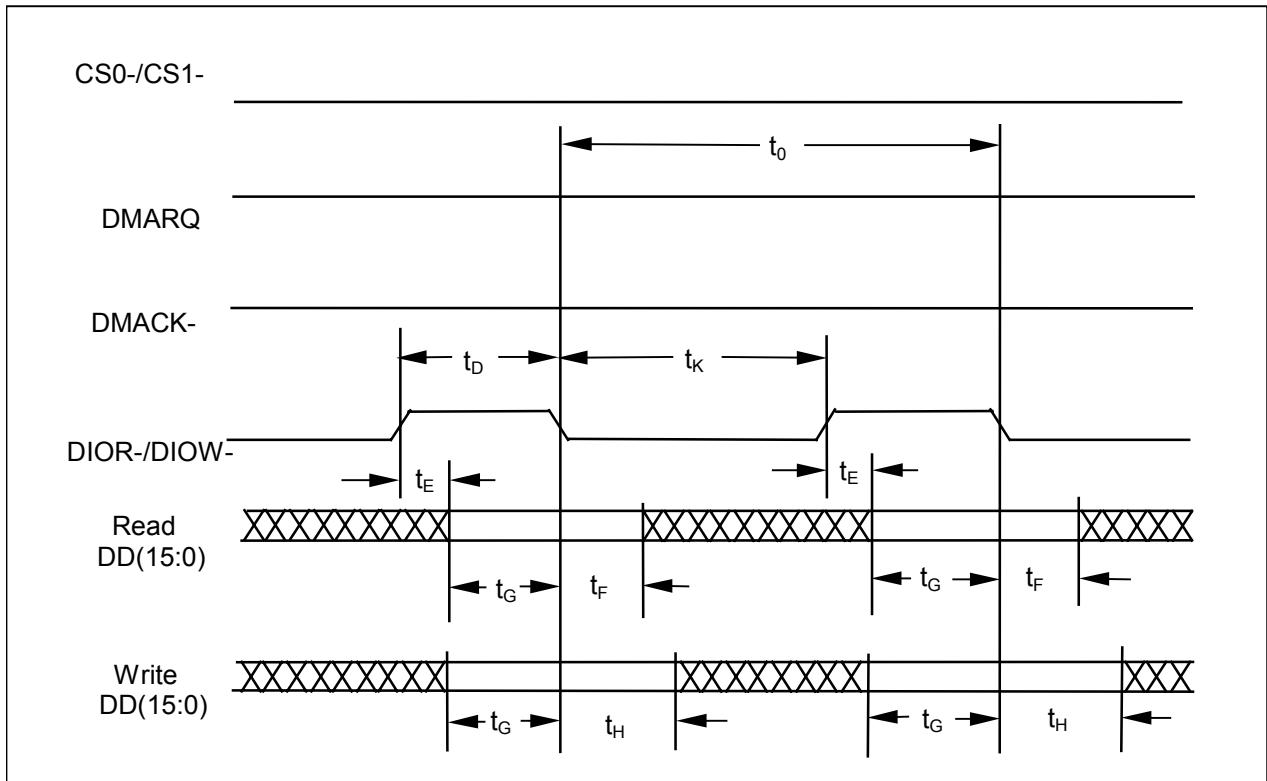 CS0-/CS1-
t0
DMARQ
DMACK-
tD
tK
DIOR-/DIOW-
tE
tE
Read
DD(15:0)
tG
tF
tG
tF
Write
DD(15:0)
tG
tH
tG
tH